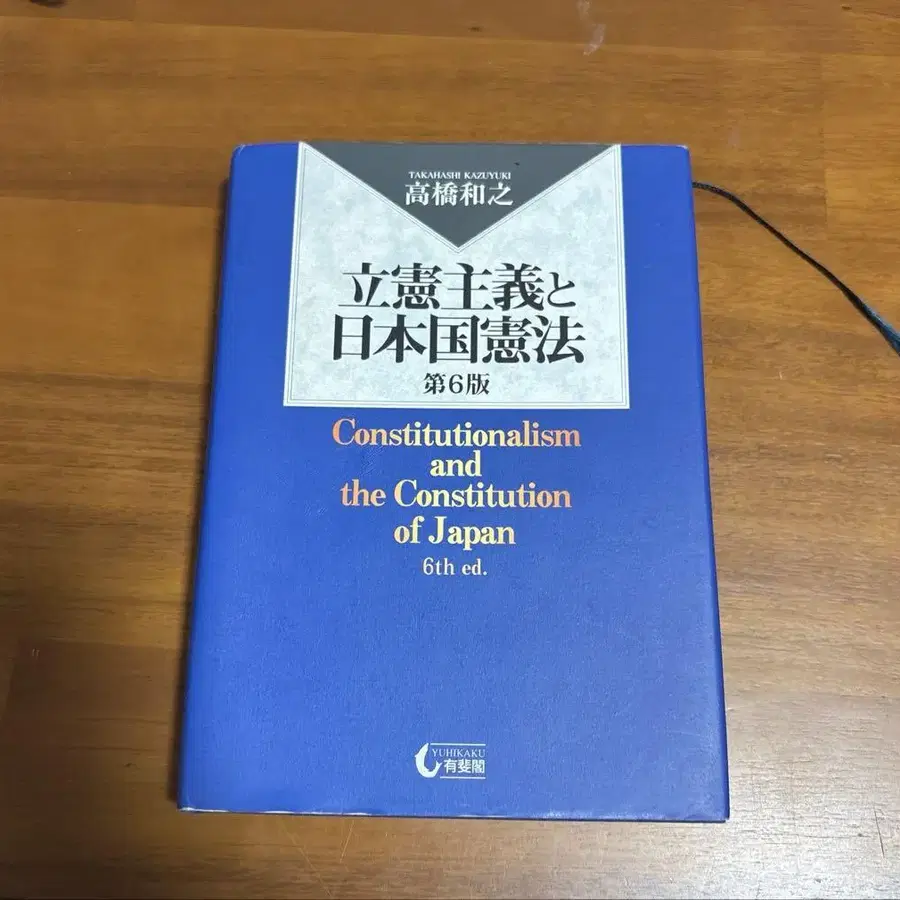 TAKAHASHI KAZUYUKI
高橋和之
立憲主義と
日本国憲法
第6版
Constitutionalism
and
the Constitution
of Japan
6th ed.
YUHIKAKU
有斐閣